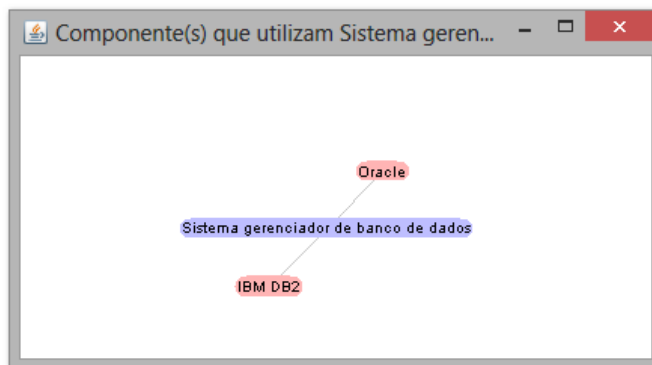 Componente(s) que utilizam Sistema geren...
Oracle
Sistema gerenciador de banco de dados
IBM DB2